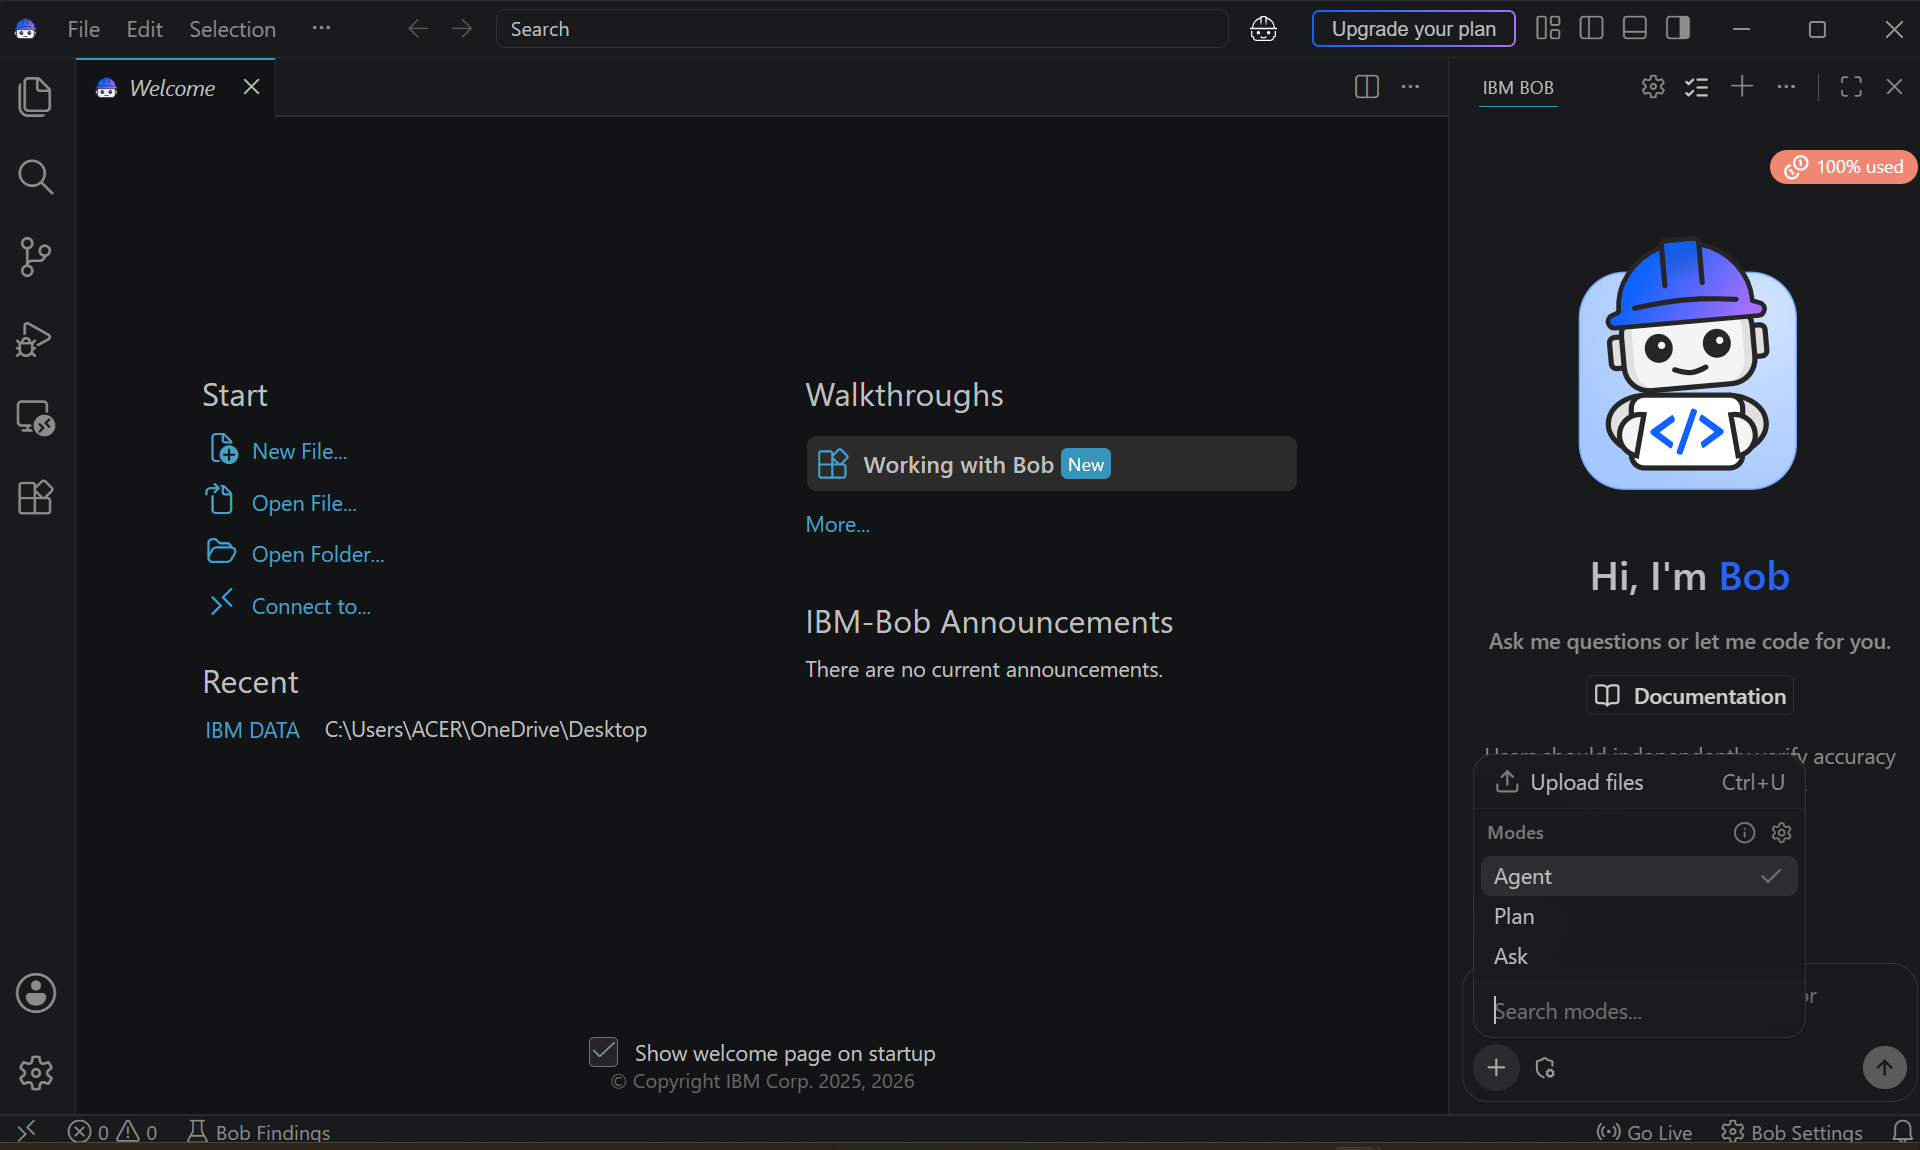 File Edit Selection ···
Search
Upgrade your plan
Welcome
IBM BOB
100% used
Start
New File...
Open File...
Open Folder...
Connect to...
Recent
IBM DATA C:\Users\ACER\OneDrive\Desktop
Walkthroughs
Working with Bob New
More...
IBM-Bob Announcements
There are no current announcements.
Show welcome page on startup
© Copyright IBM Corp. 2025, 2026
</>
Hi, I'm Bob
Ask me questions or let me code for you.
Documentation
Users should independently verify accuracy
Upload files Ctrl+U
Modes
Agent
Plan
Ask
Search modes...
0 0 Bob Findings
Go Live Bob Settings